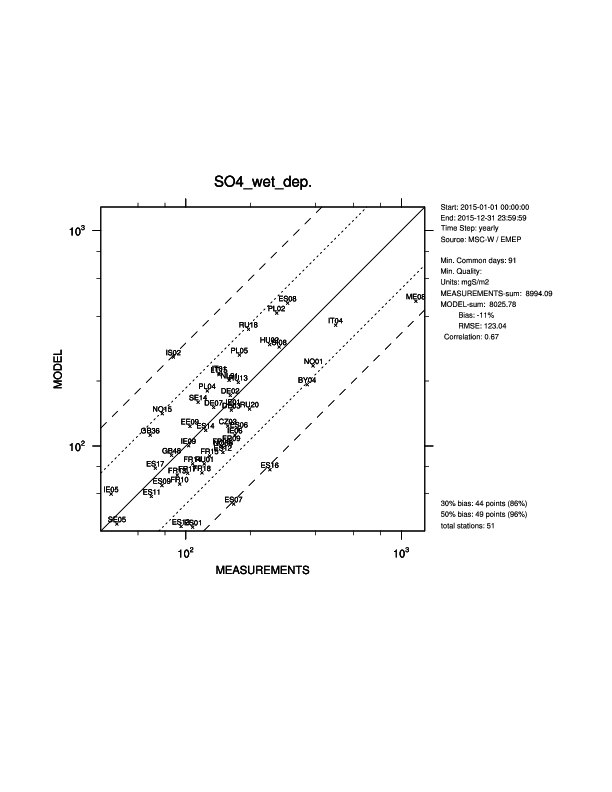 SO4_wet_dep.
Start: 2015-01-01 00:00:00
End: 2015-12-31 23:59:59
Time Step: yearly
Source: MSC-W / EMEP
Min. Common days: 91
Min. Quality:
Units: mgS/m2
MEASUREMENTS-sum: 8994.09
MODEL-sum: 8025.78
Bias: -11%
RMSE: 123.04
Correlation: 0.67
30% bias: 44 points (86%)
50% bias: 49 points (96%)
total stations: 51
MODEL
10³
10²
ME08
ES08
PL02
IT04
RU18
PL05
IS02
NO01
BY04
PL04
DE02
SE14
DE07
RU20
NO15
EE09
ES14
GB36
IE09
GB48
FR15
ES17
ES16
FR18
ES09
FR10
IE05
ES11
ES07
SE05
ES01
10²
10³
MEASUREMENTS